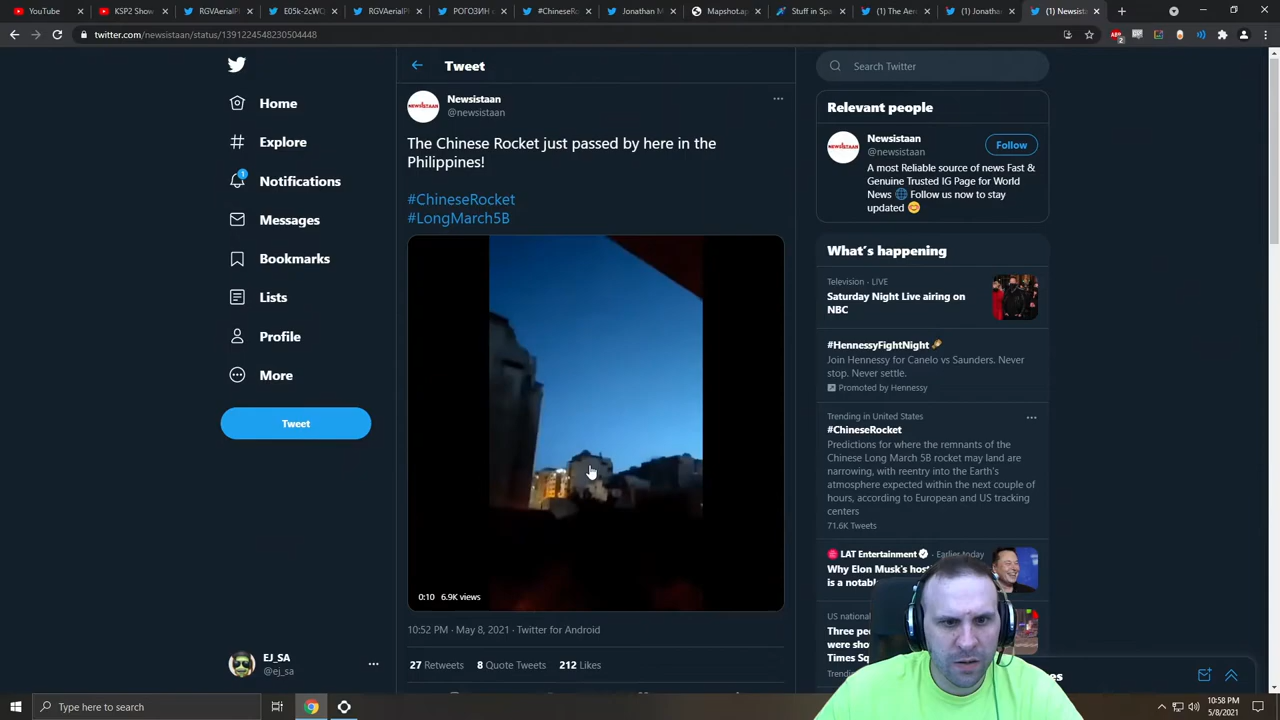 YouTube
KSP2 Show
RGVAerialP
E05k-2cWC
RGVAerialP
РОГОЗИН
#ChineseRo
Jonathan M
Mapshot.ap
Stuff in Spa
(1) The Aer
(1) Jonatha
(1) Newsista
twitter.com/newsistaan/status/1391224548230504448
Home
Explore
1
Notifications
Messages
Bookmarks
Lists
Profile
More
Tweet
EJ_SA
@ej_sa
Tweet
Newsistaan
@newsistaan
The Chinese Rocket just passed by here in the
Philippines!
#ChineseRocket
#LongMarch5B
0:10 6.9K views
10:52 PM · May 8, 2021 · Twitter for Android
27 Retweets 8 Quote Tweets 212 Likes
Search Twitter
Relevant people
Newsistaan
@newsistaan
Follow
A most Reliable source of news Fast &
Genuine Trusted IG Page for World
News 🌐 Follow us now to stay
updated 😊
What's happening
Television · LIVE
Saturday Night Live airing on
NBC
#HennessyFightNight
Join Hennessy for Canelo vs Saunders. Never
stop. Never settle.
Promoted by Hennessy
Trending in United States
#ChineseRocket
Predictions for where the remnants of the
Chinese Long March 5B rocket may land are
narrowing, with reentry into the Earth's
atmosphere expected within the next couple of
hours, according to European and US tracking
centers
71.6K Tweets
LAT Entertainment · Earlier today
Why Elon Musk's host
is a notabl
US national
Three peo
were sho
Times Sq
Trending
Type here to search
10:58 PM
5/8/2021